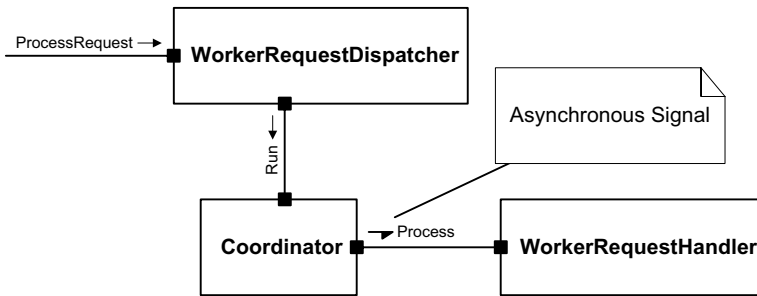 ProcessRequest
WorkerRequestDispatcher
Asynchronous Signal
Run
Coordinator
Process
WorkerRequestHandler